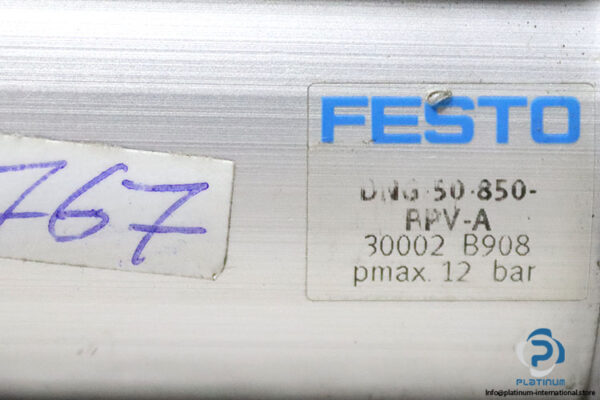 767
FESTO
DNG-50-850-
PPV-A
30002 B908
pmax. 12 bar
PLATINUM
info@platinum-international.store